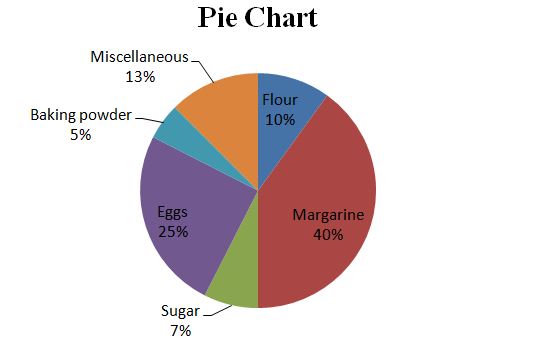 Pie Chart
Miscellaneous
13%
Flour
10%
Baking powder
5%
Margarine
40%
Eggs
25%
Sugar
7%